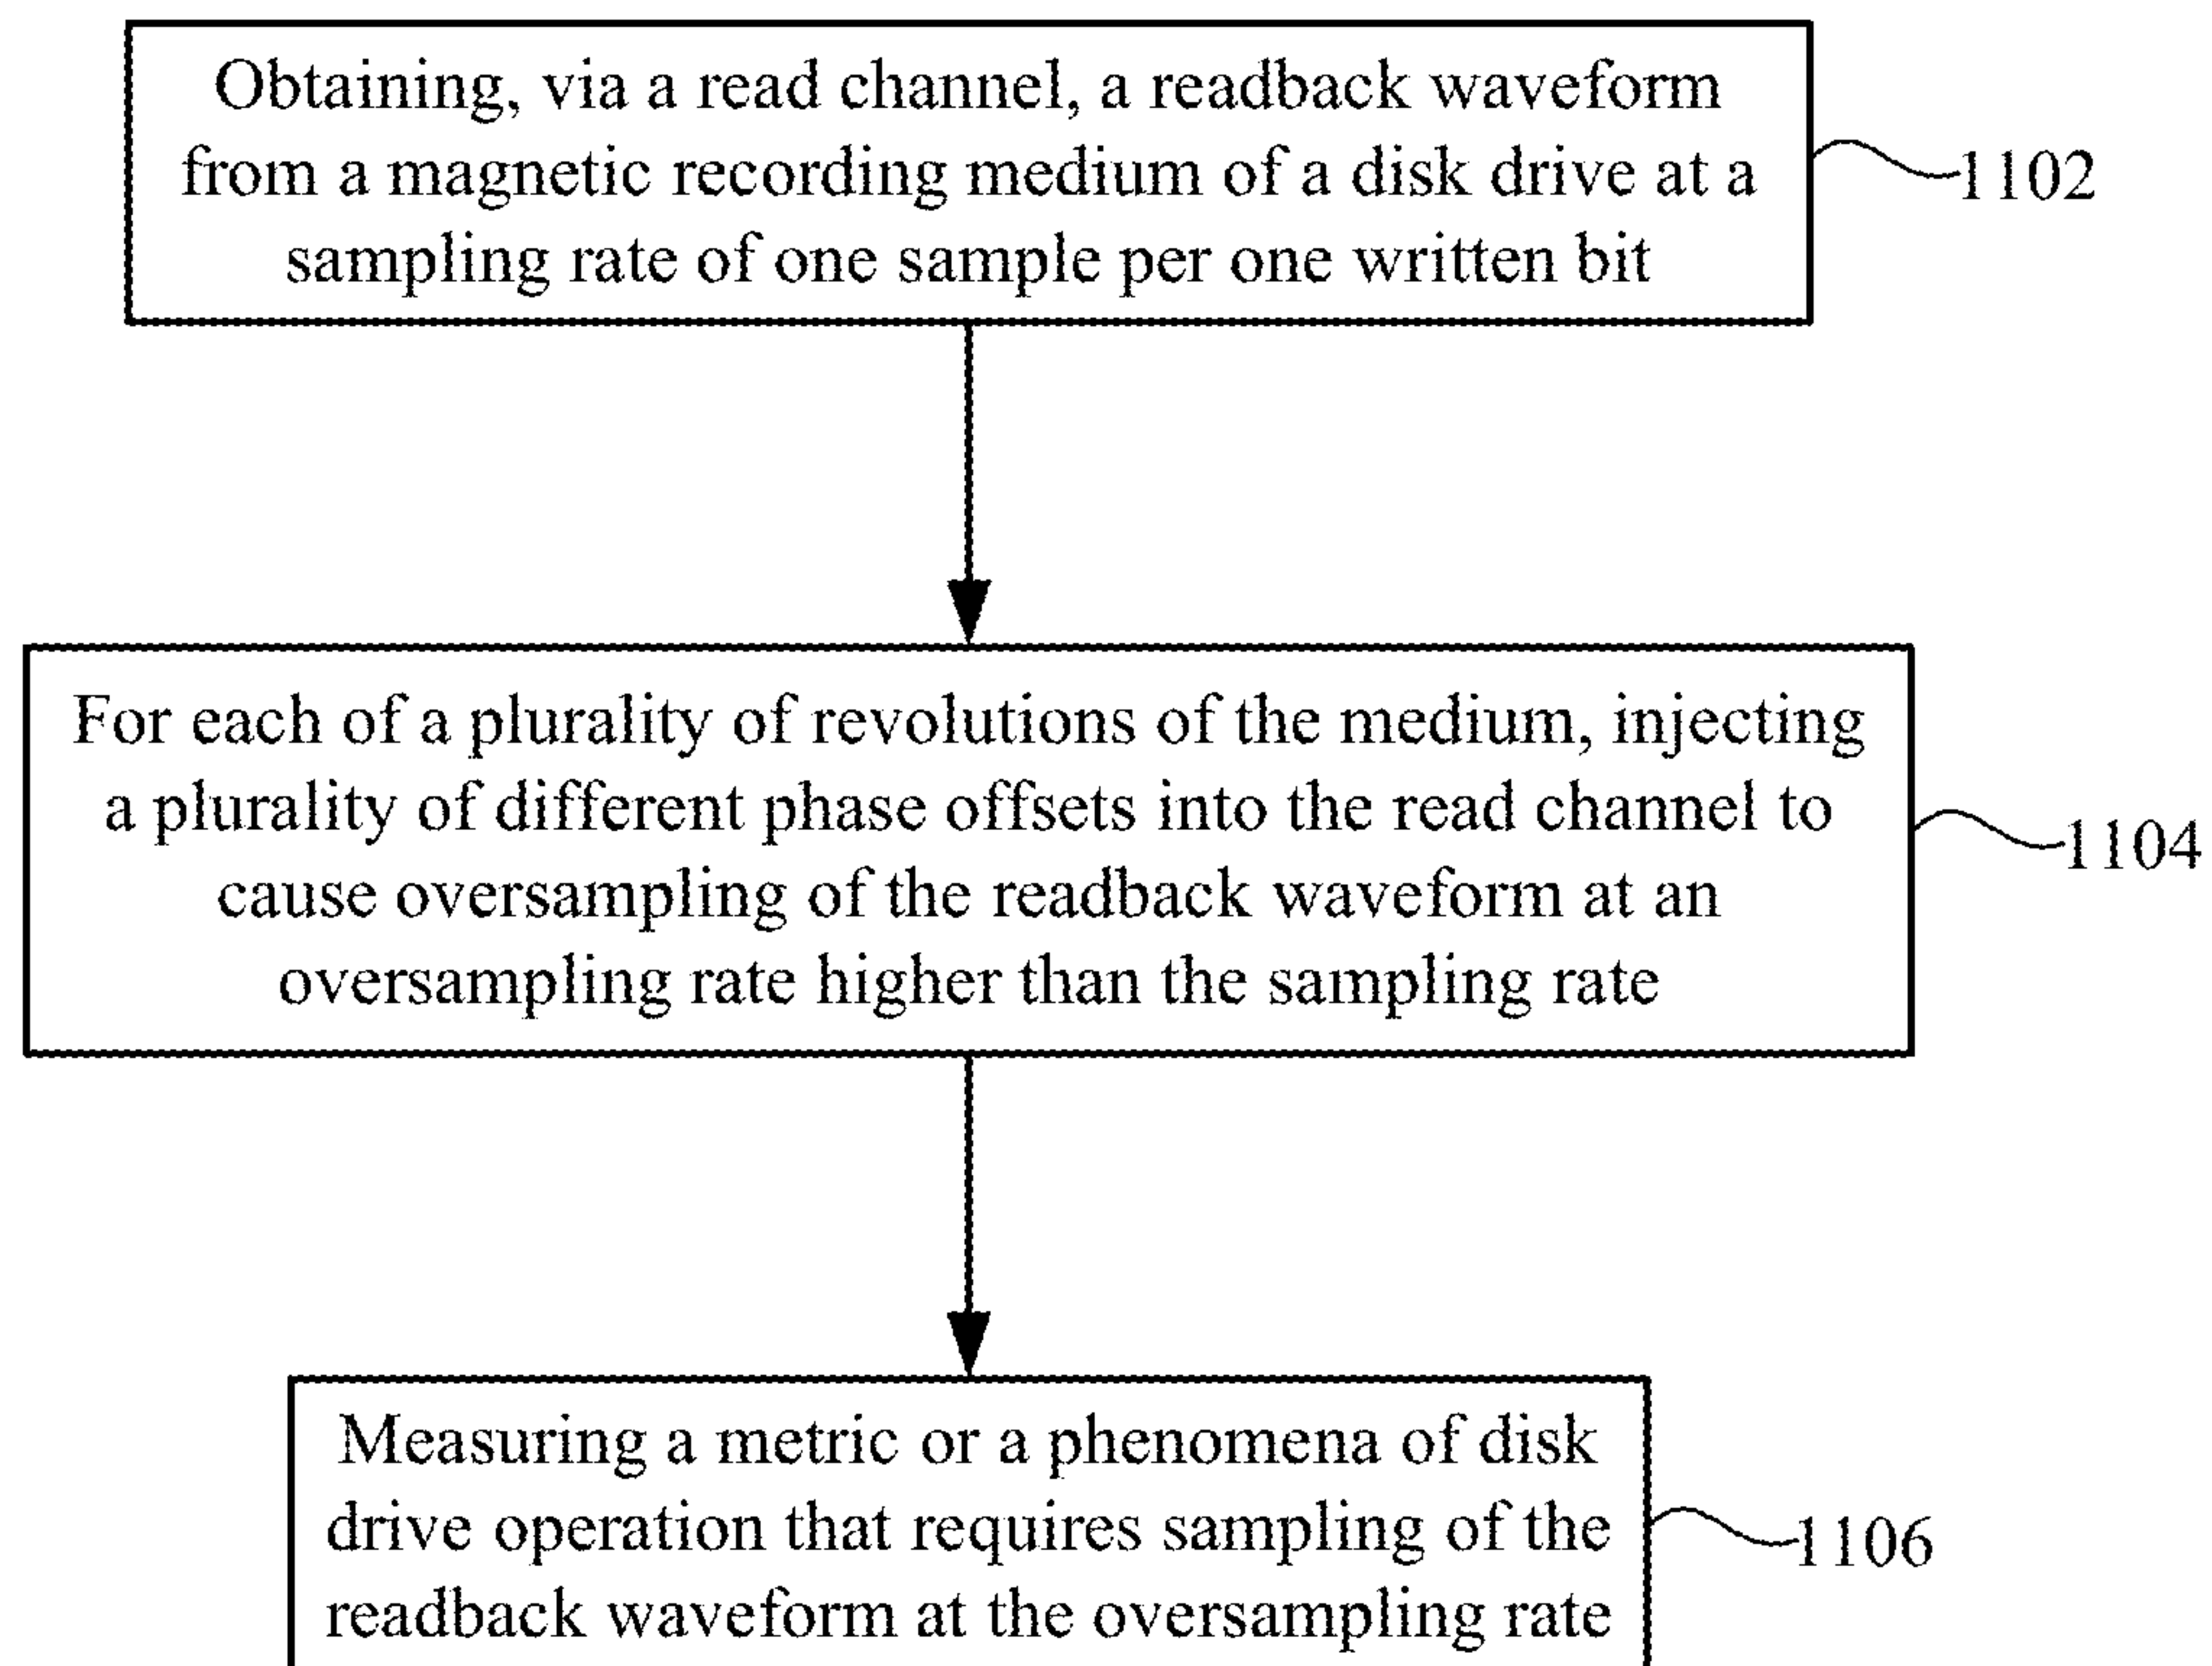 Obtaining, via a read channel, a readback waveform
from a magnetic recording medium of a disk drive at a
sampling rate of one sample per one written bit
1102
For each of a plurality of revolutions of the medium, injecting
a plurality of different phase offsets into the read channel to
cause oversampling of the readback waveform at an
oversampling rate higher than the sampling rate
1104
Measuring a metric or a phenomena of disk
drive operation that requires sampling of the
readback waveform at the oversampling rate
1106